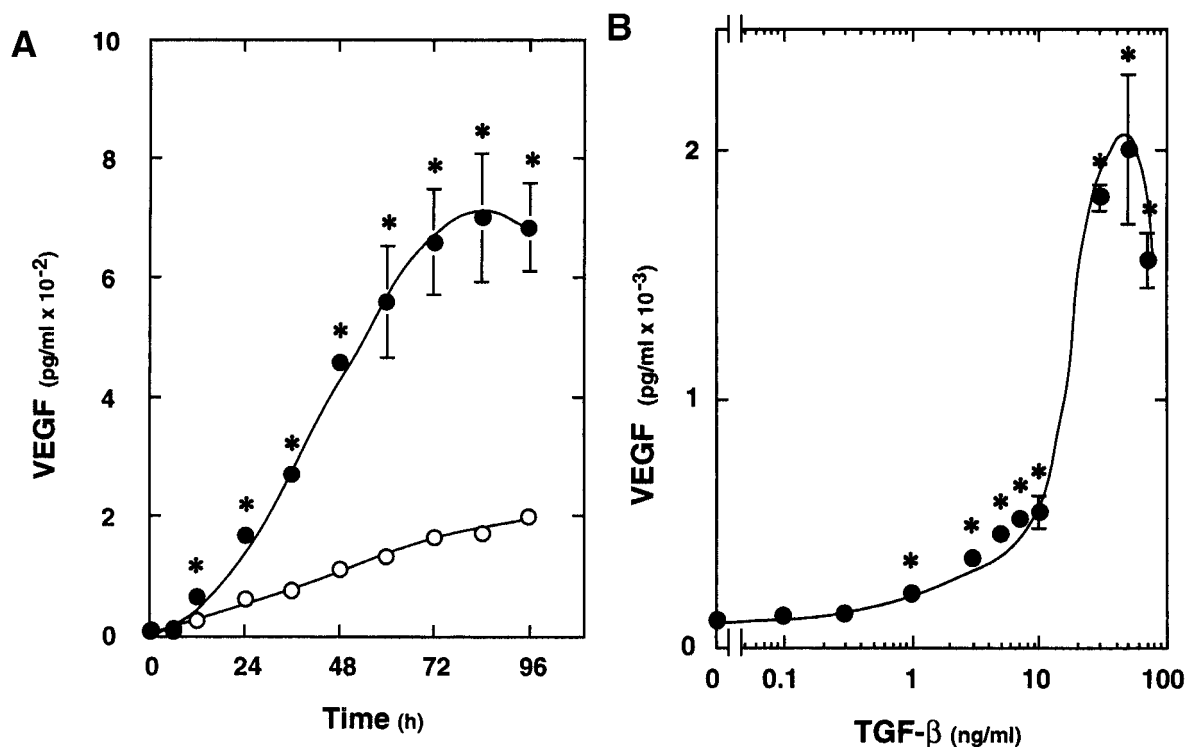 A
10
8
6
4
2
0
VEGF (pg/ml x 10⁻²)
* * * * * * * * *
0 24 48 72 96
Time (h)
B
2
1
0
VEGF (pg/ml x 10⁻³)
* * * * * * * *
0 0.1 1 10 100
TGF-β (ng/ml)